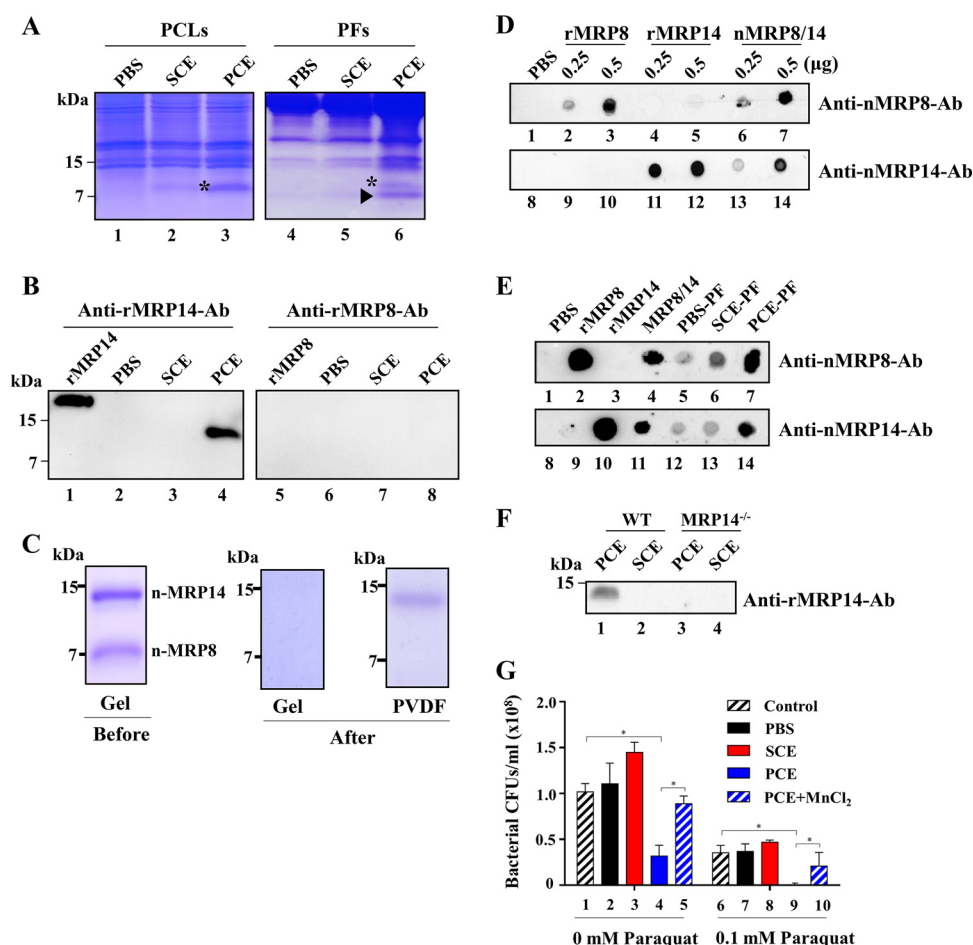 A
PCLs
PFs
PBS
SCE
PCE
PBS
SCE
PCE
kDa
15
7
*
*
1 2 3 4 5 6
B
Anti-rMRP14-Ab
Anti-rMRP8-Ab
rMRP14
PBS
SCE
PCE
rMRP8
PBS
SCE
PCE
kDa
15
7
1 2 3 4 5 6 7 8
C
kDa
kDa
kDa
15
7
n-MRP14
n-MRP8
15
7
15
7
Gel
Gel
PVDF
Before
After
D
rMRP8
rMRP14
nMRP8/14
PBS
0.25
0.5
0.25
0.5
0.25
0.5
(µg)
Anti-nMRP8-Ab
1 2 3 4 5 6 7
Anti-nMRP14-Ab
8 9 10 11 12 13 14
E
PBS
rMRP8
rMRP14
MRP8/14
PBS-PF
SCE-PF
PCE-PF
Anti-nMRP8-Ab
1 2 3 4 5 6 7
Anti-nMRP14-Ab
8 9 10 11 12 13 14
F
WT
MRP14-/-
PCE
SCE
PCE
SCE
kDa
15
Anti-rMRP14-Ab
1 2 3 4
G
Bacterial CFUs/ml (x10⁸)
2.0
1.5
1.0
0.5
0
*
*
*
*
Control
PBS
SCE
PCE
PCE+MnCl₂
1 2 3 4 5 6 7 8 9 10
0 mM Paraquat
0.1 mM Paraquat